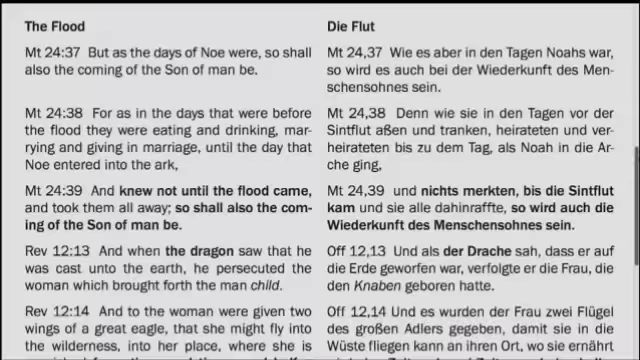 The Flood
Mt 24:37 But as the days of Noe were, so shall
also the coming of the Son of man be.
Mt 24:38 For as in the days that were before
the flood they were eating and drinking, mar-
rying and giving in marriage, until the day that
Noe entered into the ark,
Mt 24:39 And knew not until the flood came,
and took them all away; so shall also the com-
ing of the Son of man be.
Rev 12:13 And when the dragon saw that he
was cast unto the earth, he persecuted the
woman which brought forth the man child.
Rev 12:14 And to the woman were given two
wings of a great eagle, that she might fly into
the wilderness, into her place, where she is
Die Flut
Mt 24,37 Wie es aber in den Tagen Noahs war,
so wird es auch bei der Wiederkunft des Men-
schensohnes sein.
Mt 24,38 Denn wie sie in den Tagen vor der
Sintflut aßen und tranken, heirateten und ver-
heirateten bis zu dem Tag, als Noah in die Ar-
che ging,
Mt 24,39 und nichts merkten, bis die Sintflut
kam und sie alle dahinraffte, so wird auch die
Wiederkunft des Menschensohnes sein.
Off 12,13 Und als der Drache sah, dass er auf
die Erde geworfen war, verfolgte er die Frau, die
den Knaben geboren hatte.
Off 12,14 Und es wurden der Frau zwei Flügel
des großen Adlers gegeben, damit sie in die
Wüste fliegen kann an ihren Ort, wo sie ernährt